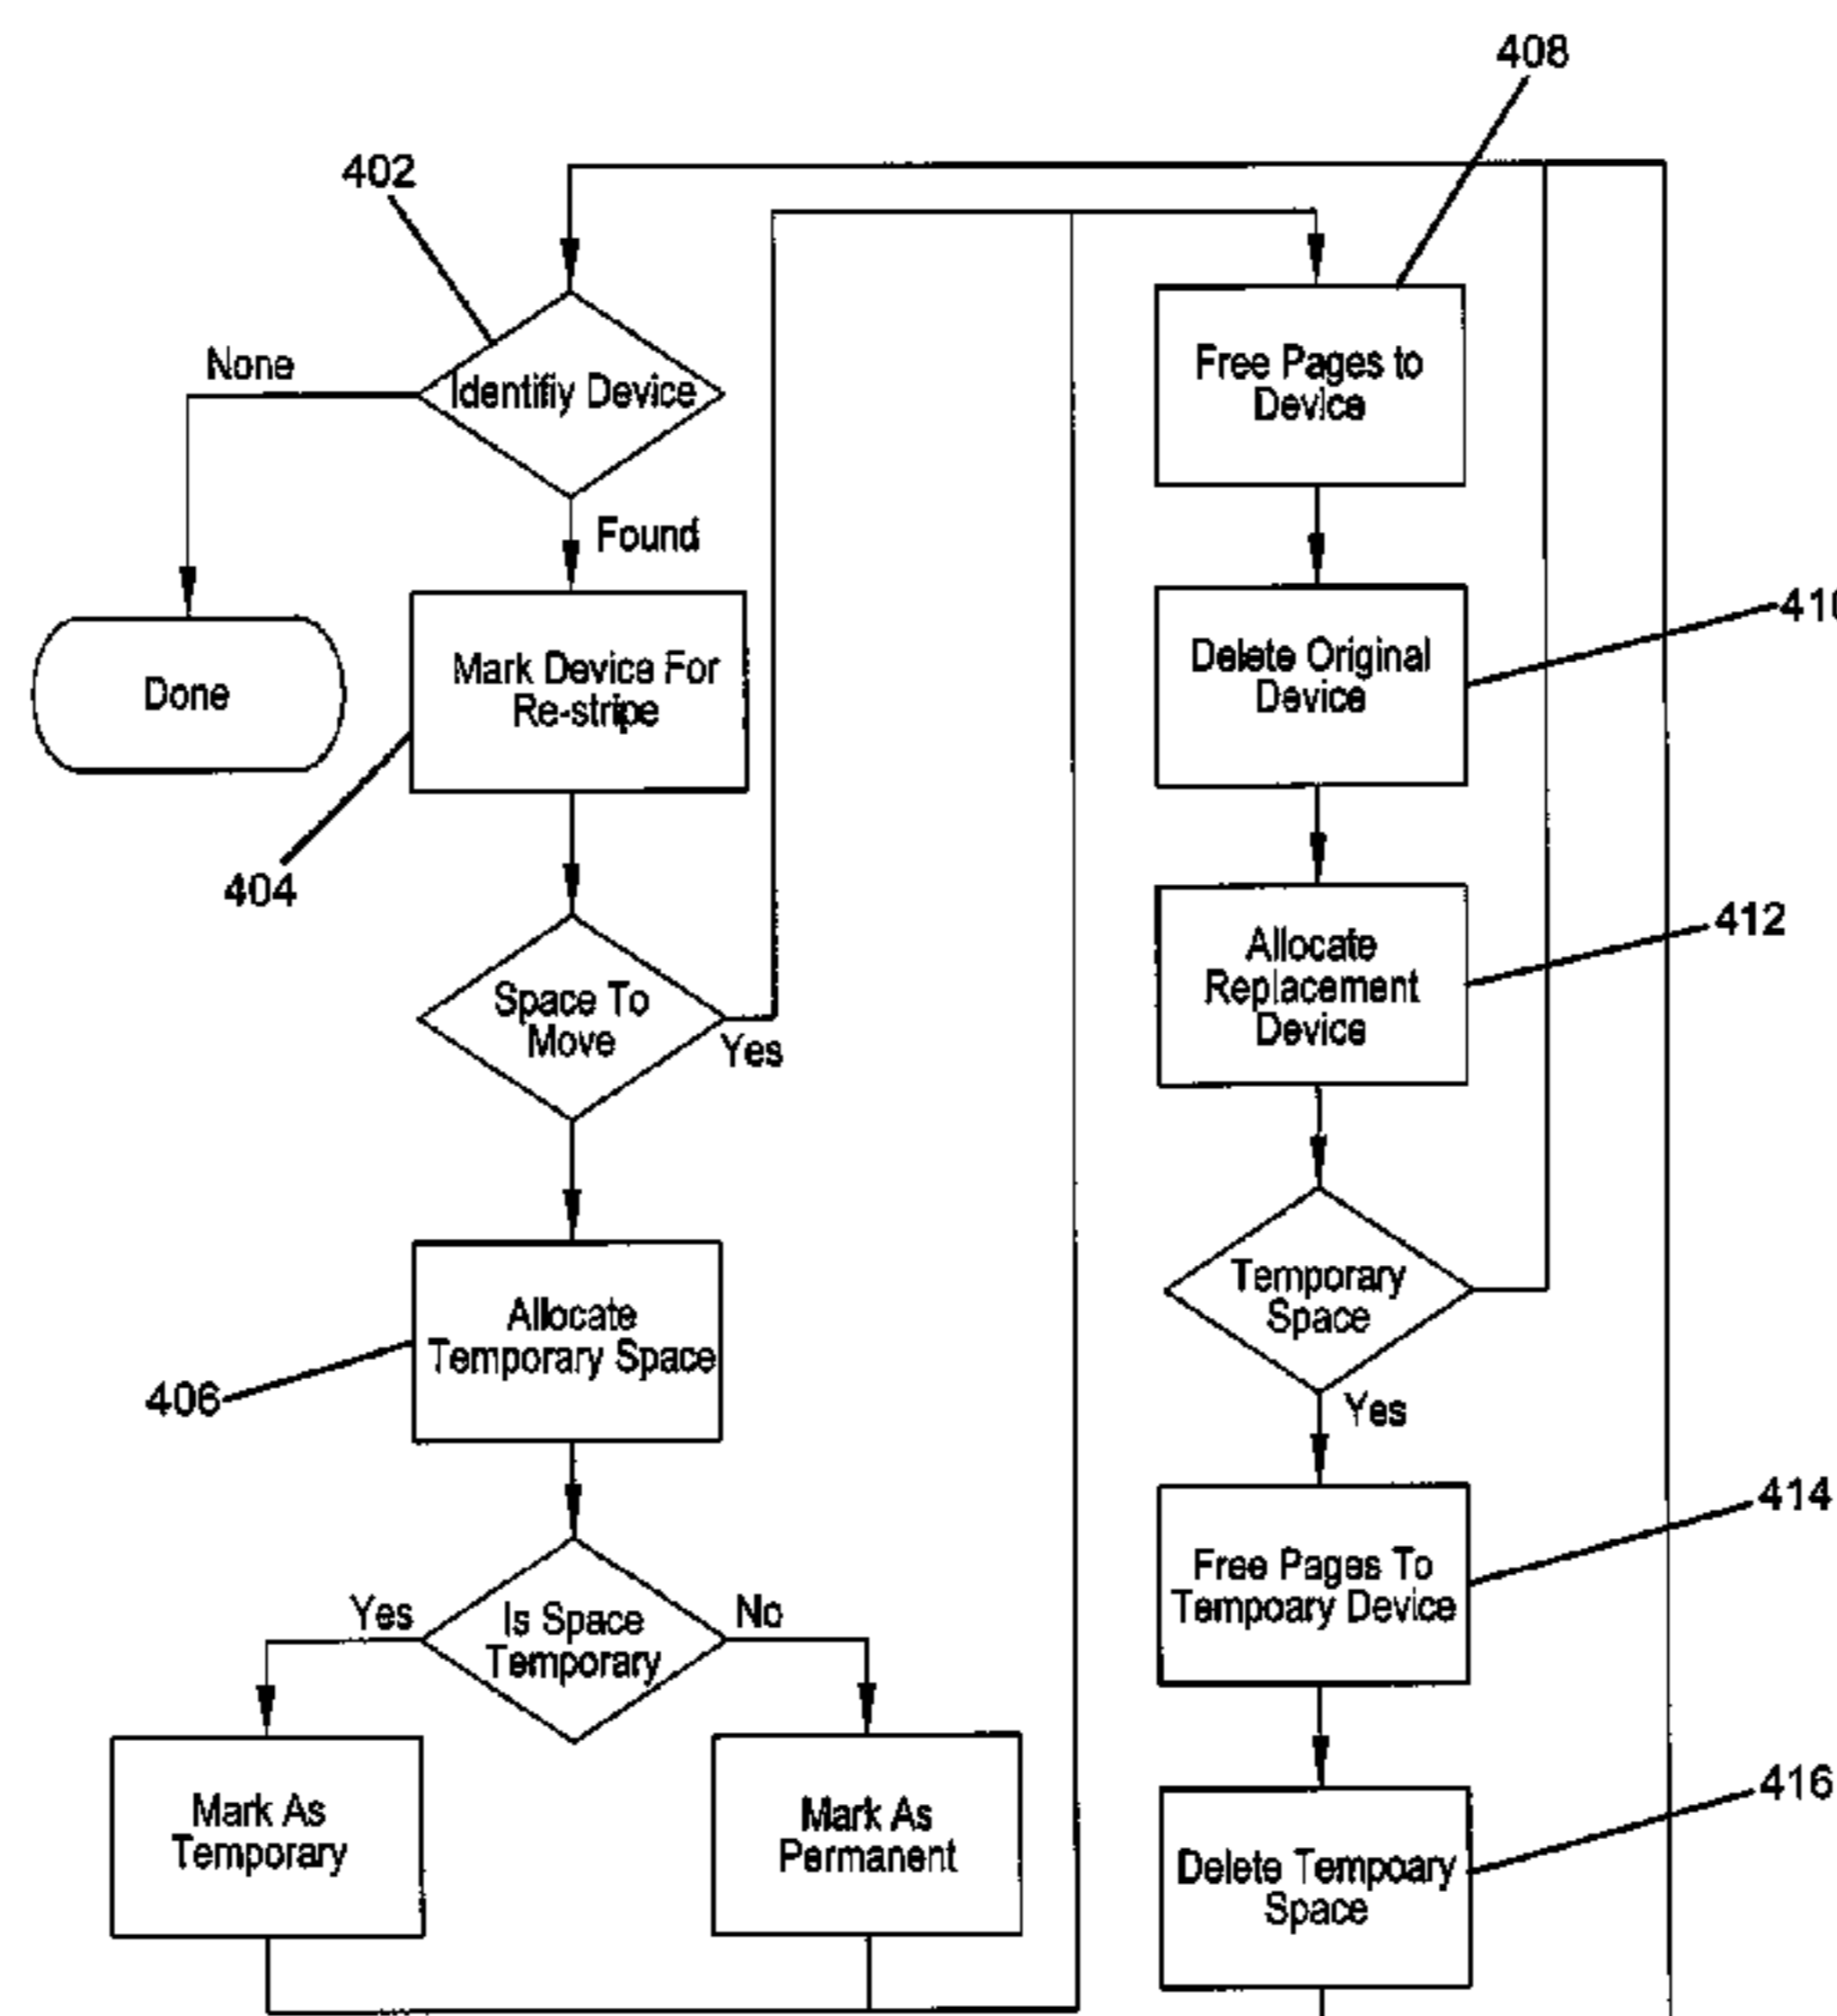 408
402
None
Identifiy Device
Found
Done
Mark Device For
Re-stripe
404
Space To
Move
Yes
Allocate
Temporary Space
406
Is Space
Temporary
Yes
No
Mark As
Temporary
Mark As
Permanent
Free Pages to
Device
Delete Original
Device
410
Allocate
Replacement
Device
412
Temporary
Space
Yes
Free Pages To
Tempoary Device
414
Delete Tempoary
Space
416